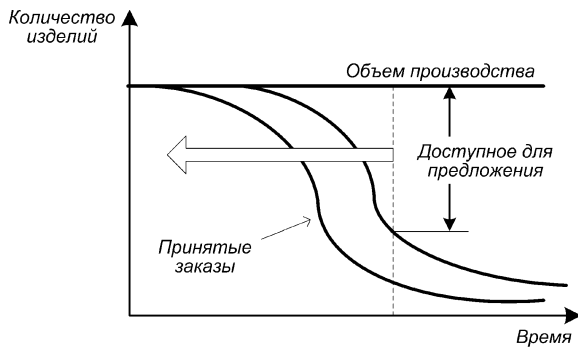 Количество
изделий
Объем производства
Доступное для
предложения
Принятые
заказы
Время